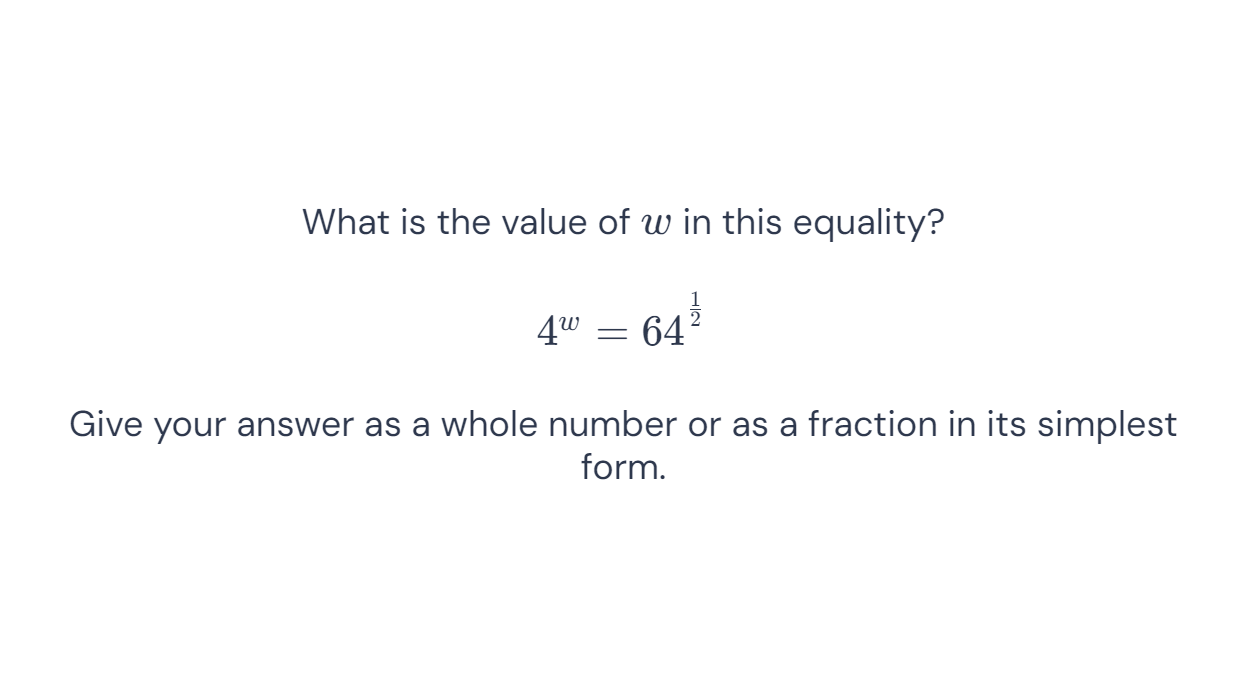 What is the value of w in this equality?
4^w = 64^{\frac{1}{2}}
Give your answer as a whole number or as a fraction in its simplest
form.